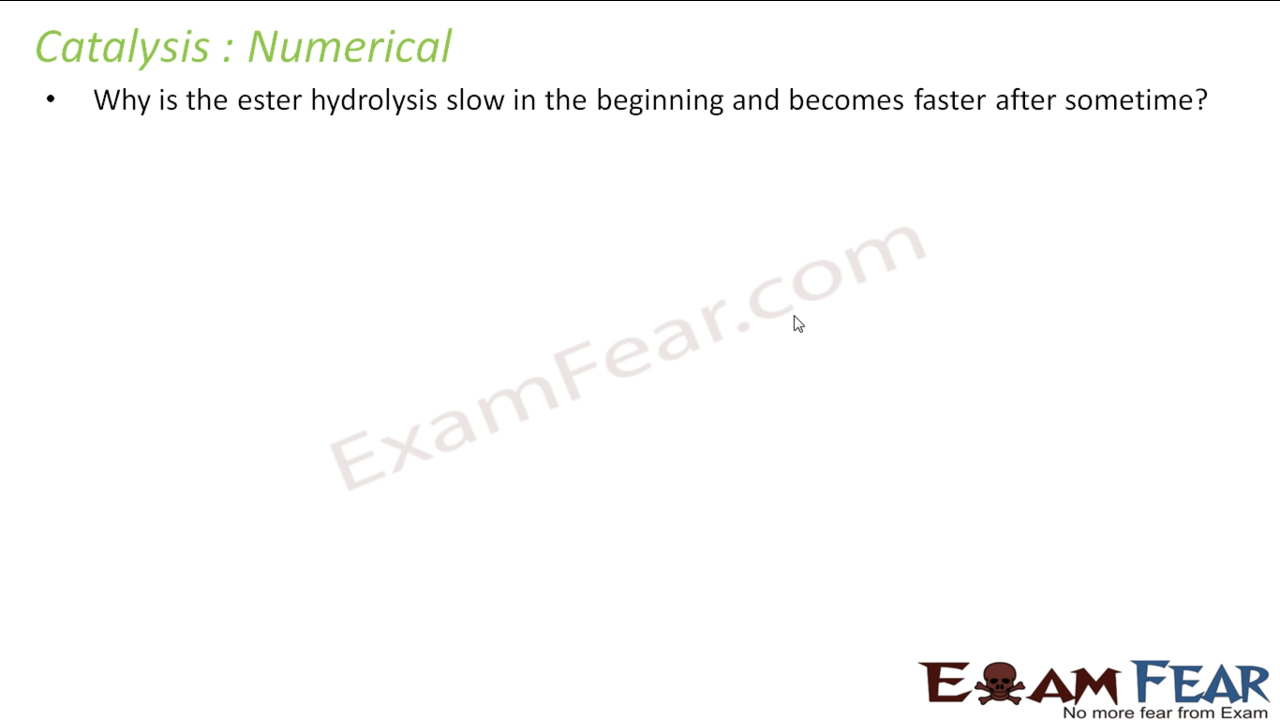 Catalysis : Numerical
• Why is the ester hydrolysis slow in the beginning and becomes faster after sometime?
ExamFear.com
EXAM FEAR
No more fear from Exam